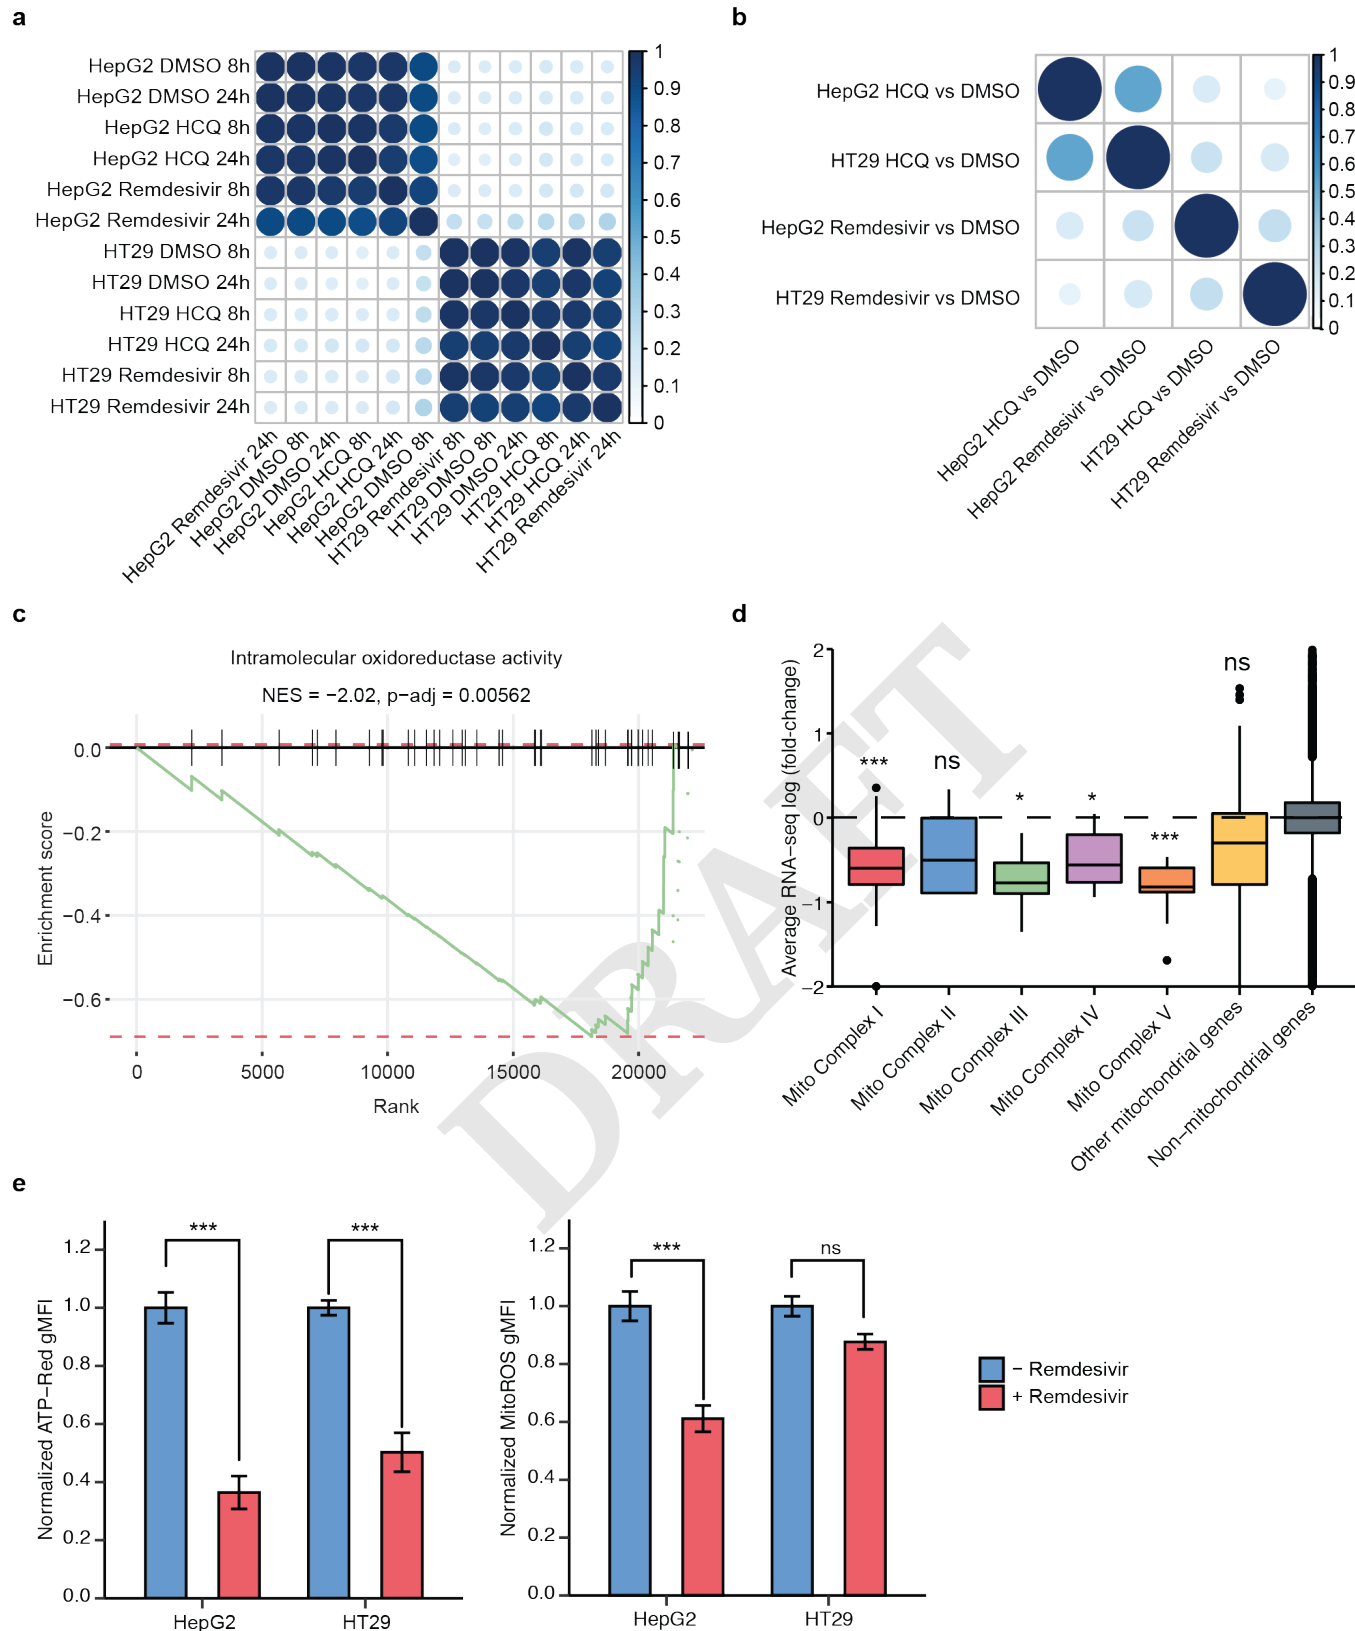 a
HepG2 DMSO 8h
HepG2 DMSO 24h
HepG2 HCQ 8h
HepG2 HCQ 24h
HepG2 Remdesivir 8h
HepG2 Remdesivir 24h
HT29 DMSO 8h
HT29 DMSO 24h
HT29 HCQ 8h
HT29 HCQ 24h
HT29 Remdesivir 8h
HT29 Remdesivir 24h
1
0.9
0.8
0.7
0.6
0.5
0.4
0.3
0.2
0.1
0
HepG2 Remdesivir 24h
HepG2 DMSO 8h
HepG2 DMSO 24h
HepG2 HCQ 8h
HepG2 HCQ 24h
HepG2 DMSO 8h
HT29 Remdesivir 8h
HT29 DMSO 8h
HT29 DMSO 24h
HT29 HCQ 8h
HT29 HCQ 24h
HT29 Remdesivir 24h
b
HepG2 HCQ vs DMSO
HT29 HCQ vs DMSO
HepG2 Remdesivir vs DMSO
HT29 Remdesivir vs DMSO
1
0.9
0.8
0.7
0.6
0.5
0.4
0.3
0.2
0.1
0
HepG2 HCQ vs DMSO
HepG2 Remdesivir vs DMSO
HT29 HCQ vs DMSO
HT29 Remdesivir vs DMSO
c
Intramolecular oxidoreductase activity
NES = −2.02, p−adj = 0.00562
Enrichment score
0.0
−0.2
−0.4
−0.6
0 5000 10000 15000 20000
Rank
d
Average RNA−seq log (fold−change)
2
1
0
−1
−2
*** ns * * *** ns
Mito Complex I
Mito Complex II
Mito Complex III
Mito Complex IV
Mito Complex V
Other mitochondrial genes
Non−mitochondrial genes
DRAFT
e
Normalized ATP−Red gMFI
1.2
1.0
0.8
0.6
0.4
0.2
0.0
*** ***
HepG2 HT29
Normalized MitoROS gMFI
1.2
1.0
0.8
0.6
0.4
0.2
0.0
*** ns
HepG2 HT29
− Remdesivir
+ Remdesivir